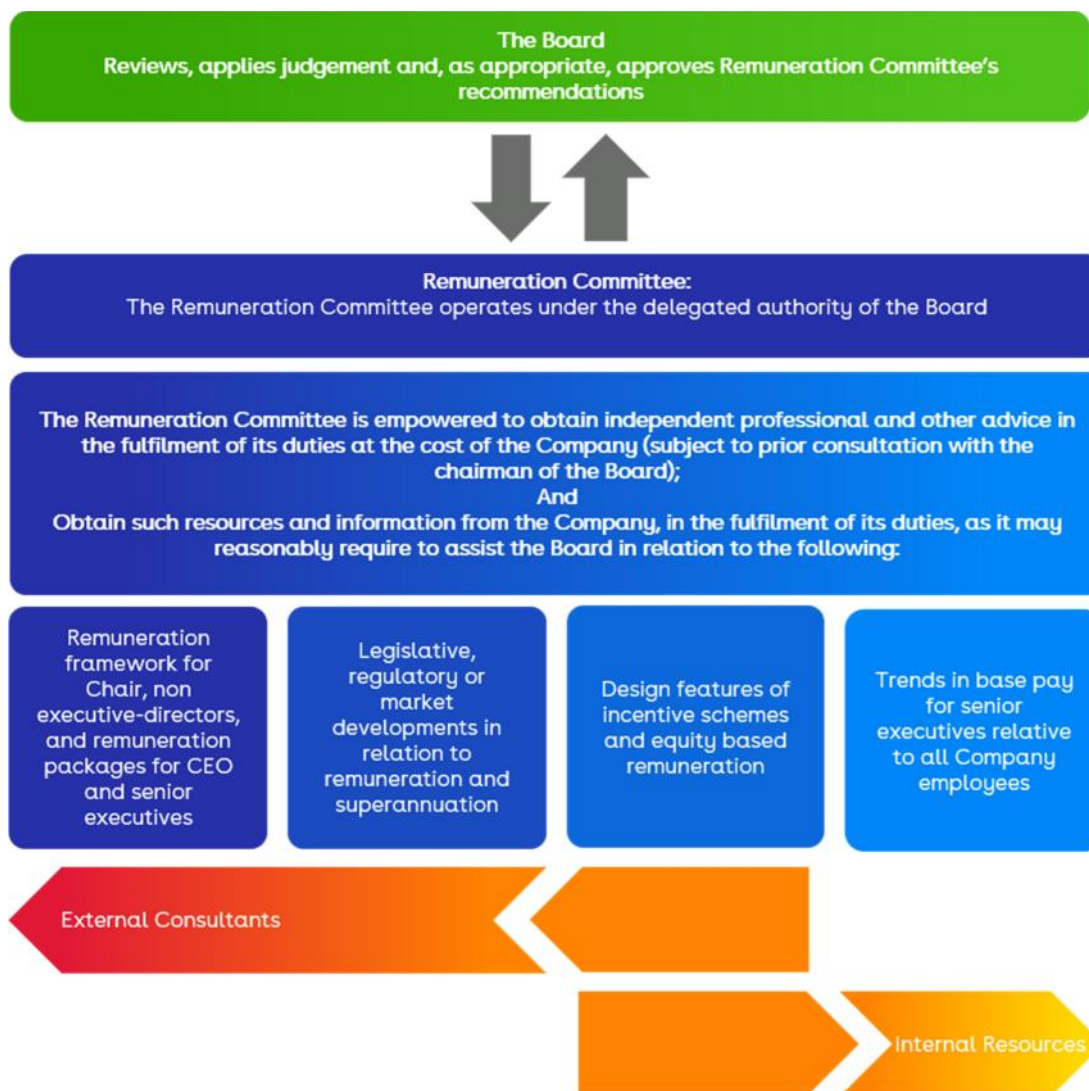 The Board
Reviews, applies judgement and, as appropriate, approves Remuneration Committee's
recommendations
Remuneration Committee:
The Remuneration Committee operates under the delegated authority of the Board
The Remuneration Committee is empowered to obtain independent professional and other advice in
the fulfilment of its duties at the cost of the Company (subject to prior consultation with the
chairman of the Board);
And
Obtain such resources and information from the Company, in the fulfilment of its duties, as it may
reasonably require to assist the Board in relation to the following:
Remuneration
framework for
Chair, non
executive-directors,
and remuneration
packages for CEO
and senior
executives
Legislative,
regulatory or
market
developments in
relation to
remuneration and
superannuation
Design features of
incentive schemes
and equity based
remuneration
Trends in base pay
for senior
executives relative
to all Company
employees
External Consultants
Internal Resources